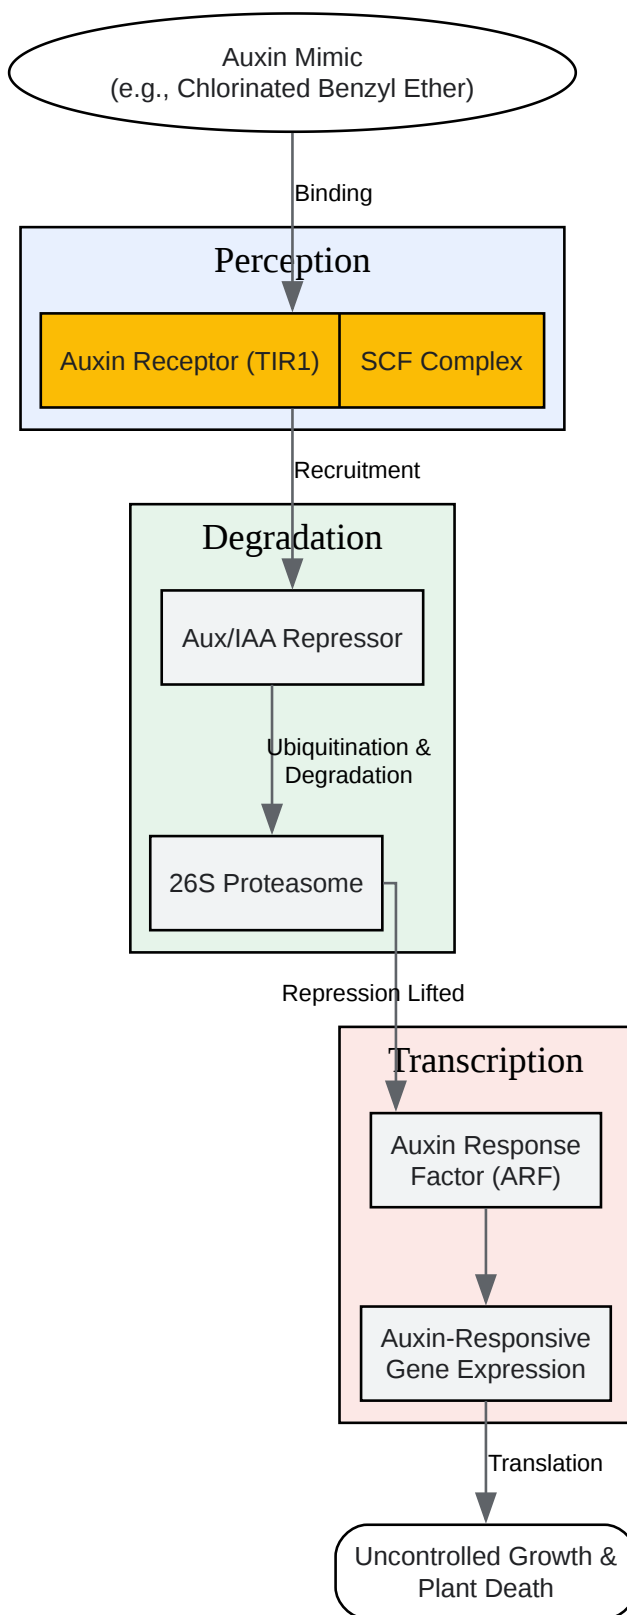 Auxin Mimic
(e.g., Chlorinated Benzyl Ether)
Binding
Perception
Auxin Receptor (TIR1)
SCF Complex
Recruitment
Degradation
Aux/IAA Repressor
Ubiquitination &
Degradation
26S Proteasome
Repression Lifted
Transcription
Auxin Response
Factor (ARF)
Auxin-Responsive
Gene Expression
Translation
Uncontrolled Growth &
Plant Death